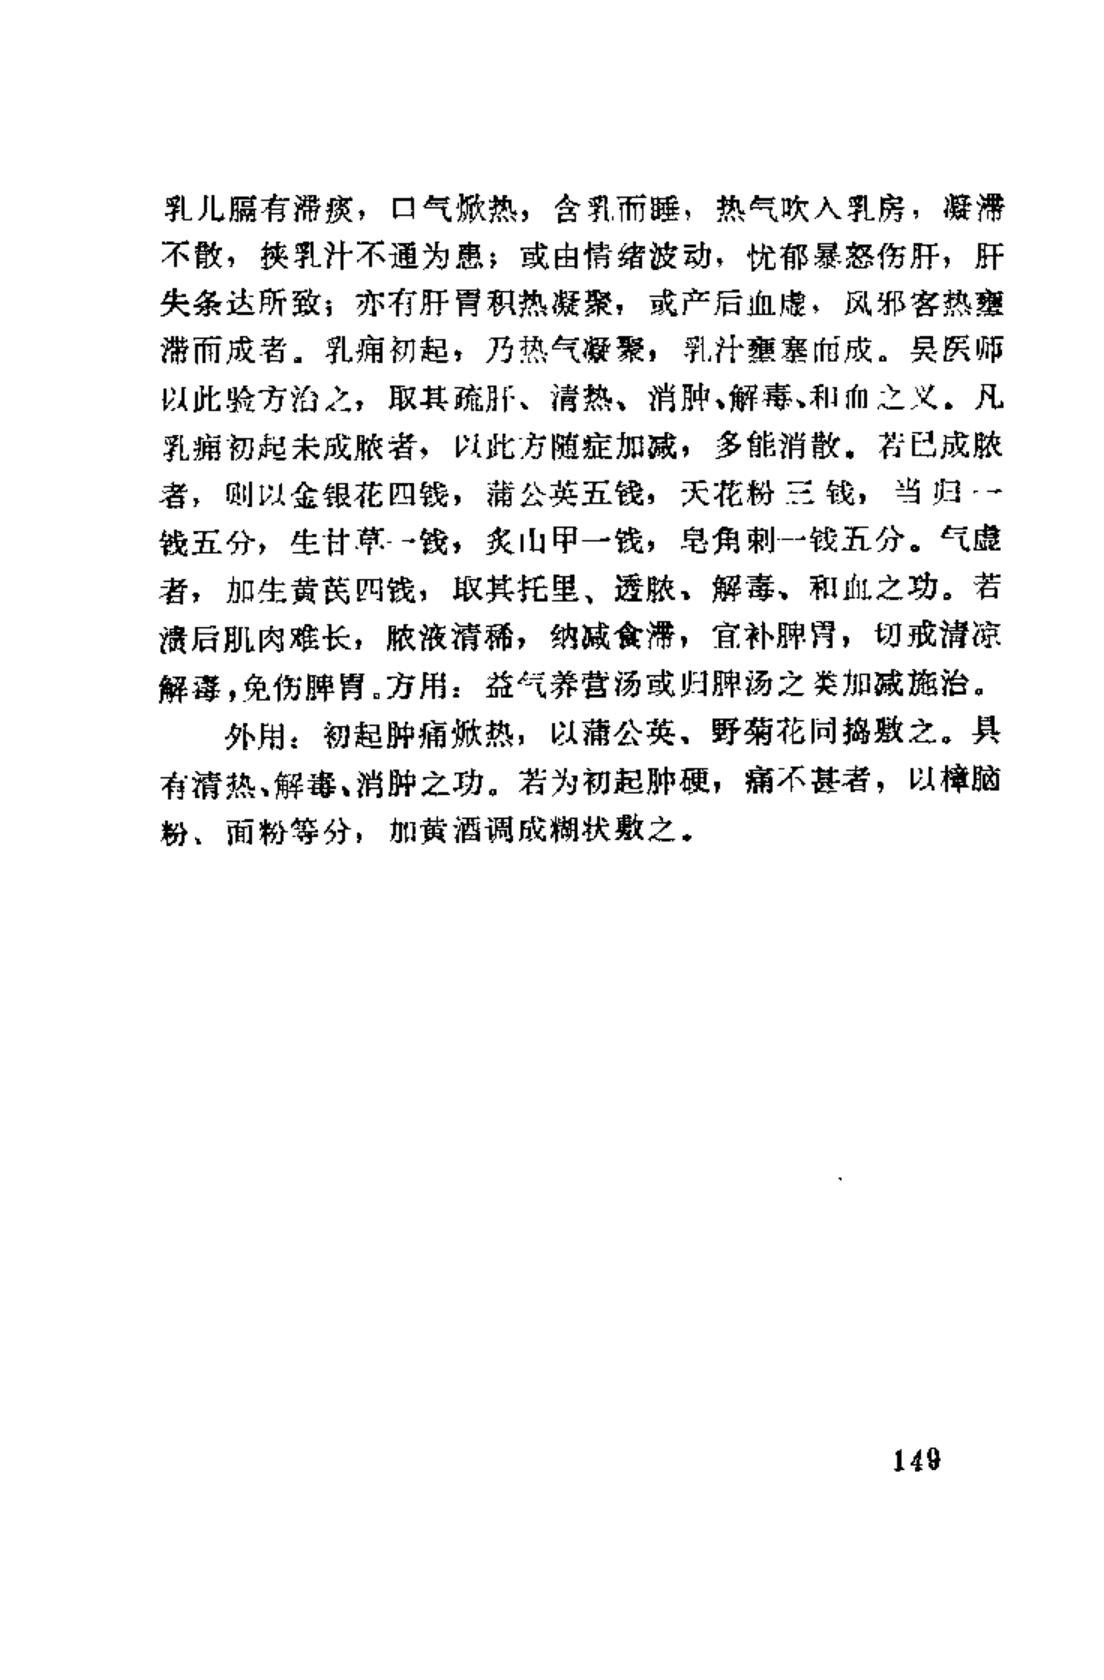 乳儿膈有滞痰，口气焮热，含乳而睡，热气吹入乳房，凝滞
不散，挟乳汁不通为患；或由情绪波动，忧郁暴怒伤肝，肝
失条达所致；亦有肝胃积热凝聚，或产后血虚，风邪客热壅
滞而成者。乳痈初起，乃热气凝聚，乳汁壅塞而成。吴医师
以此验方治之，取其疏肝、清热、消肿、解毒、和血之义。凡
乳痈初起未成脓者，以此方随症加减，多能消散。若已成脓
者，则以金银花四钱，蒲公英五钱，天花粉三钱，当归一
钱五分，生甘草一钱，炙山甲一钱，皂角刺一钱五分。气虚
者，加生黄芪四钱，取其托里、透脓、解毒、和血之功。若
溃后肌肉难长，脓液清稀，纳减食滞，宜补脾胃，切戒清凉
解毒，免伤脾胃。方用：益气养营汤或归脾汤之类加减施治。
外用：初起肿痛焮热，以蒲公英、野菊花同捣敷之。具
有清热、解毒、消肿之功。若为初起肿硬，痛不甚者，以樟脑
粉、面粉等分，加黄酒调成糊状敷之。
149